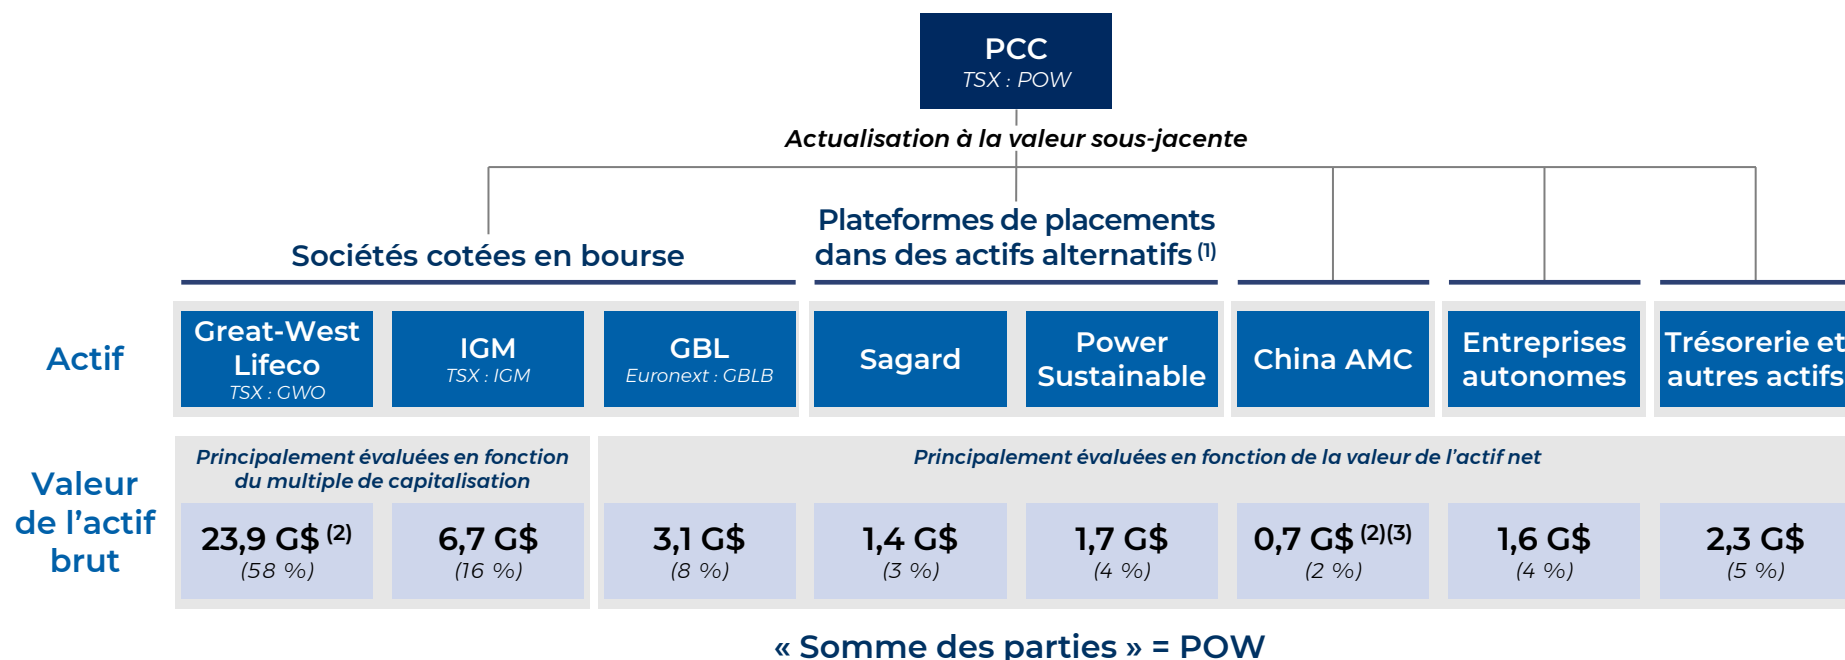 PCC
TSX : POW
Actualisation à la valeur sous-jacente
Sociétés cotées en bourse
Plateformes de placements
dans des actifs alternatifs (1)
Actif
Great-West
Lifeco
TSX : GWO
IGM
TSX : IGM
GBL
Euronext : GBLB
Sagard
Power
Sustainable
China AMC
Entreprises
autonomes
Trésorerie et
autres actifs
Valeur
de l’actif
brut
Principalement évaluées en fonction
du multiple de capitalisation
Principalement évaluées en fonction de la valeur de l’actif net
23,9 G$ (2)
(58 %)
6,7 G$
(16 %)
3,1 G$
(8 %)
1,4 G$
(3 %)
1,7 G$
(4 %)
0,7 G$ (2)(3)
(2 %)
1,6 G$
(4 %)
2,3 G$
(5 %)
« Somme des parties » = POW